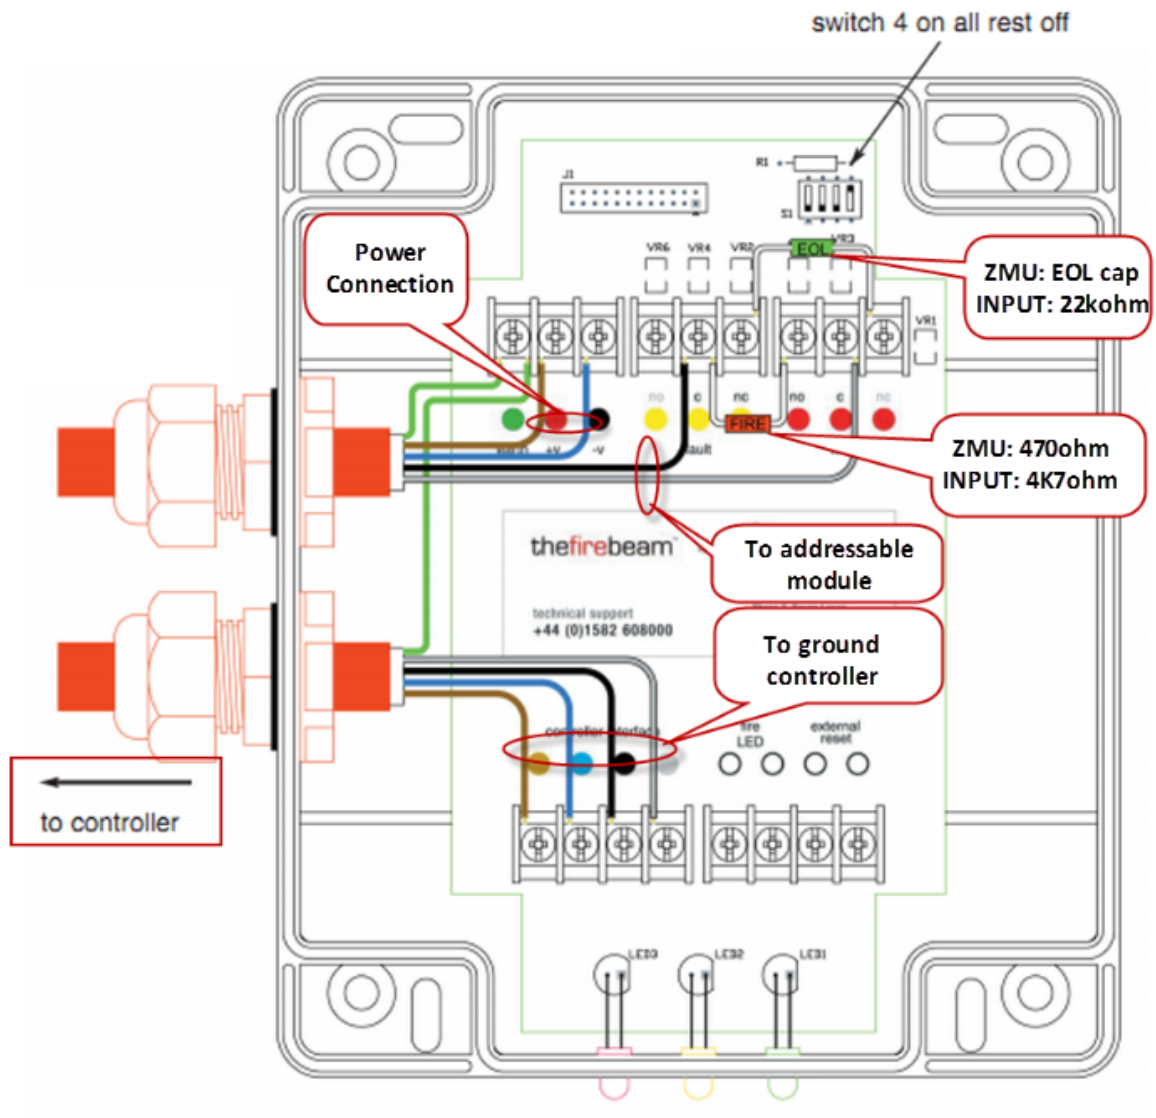 switch 4 on all rest off
R1
J1
S1
Power
Connection
VR6
VR4
VR2
EOL
VR3
ZMU: EOL cap
INPUT: 22kohm
VR1
no
c
nc
no
c
nc
FIRE
+V
-V
ZMU: 470ohm
INPUT: 4K7ohm
thefirebeam
To addressable
module
technical support
+44 (0)1582 608000
To ground
controller
controller interface
fire
LED
external
reset
to controller
LED3
LED2
LED1